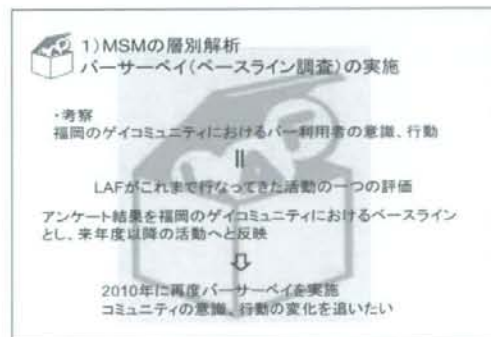 1)MSMの層別解析
バーサーベイ(ベースライン調査)の実施
・考察
福岡のゲイコミュニティにおけるバー利用者の意識、行動
||
LAFがこれまで行なってきた活動の一つの評価
アンケート結果を福岡のゲイコミュニティにおけるベースライン
とし、来年度以降の活動へと反映
⇩
2010年に再度バーサーベイを実施
コミュニティの意識、行動の変化を追いたい